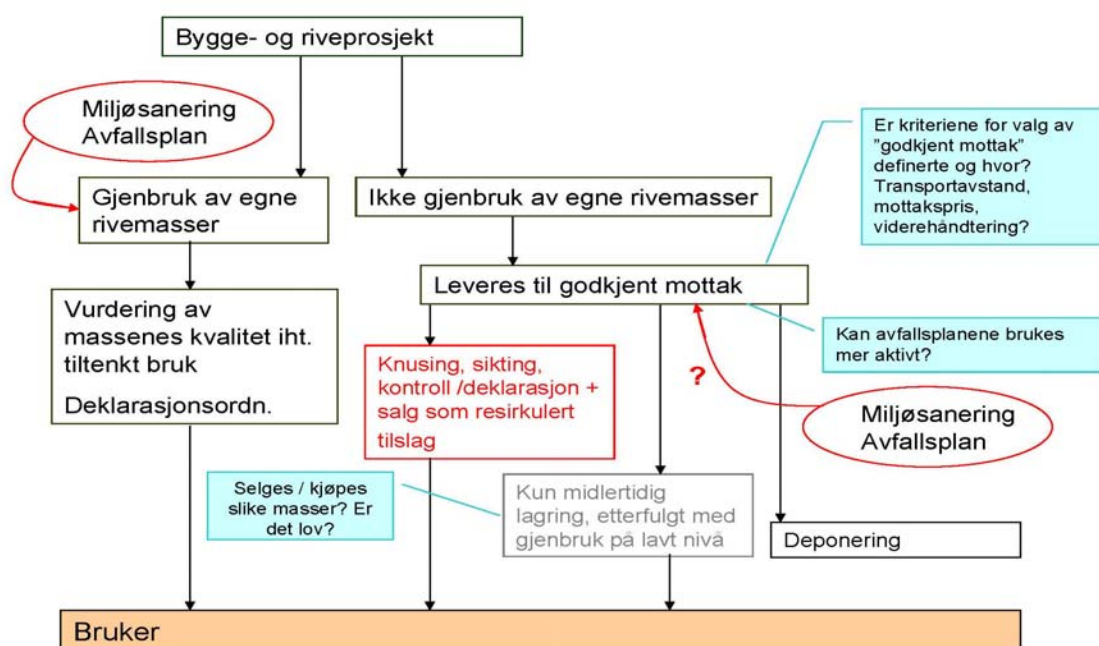 Bygge- og riveprosjekt
Miljøsanering
Avfallsplan
Er kriteriene for valg av
"godkjent mottak"
definerte og hvor?
Transportavstand,
mottakspris,
viderehåndtering?
Gjenbruk av egne
rivemasser
Ikke gjenbruk av egne rivemasser
Leveres til godkjent mottak
Vurdering av
massenes kvalitet iht.
tiltenkt bruk
Deklarasjonsordn.
Kan avfallsplanene brukes
mer aktivt?
Knusing, sikting,
kontroll /deklarasjon +
salg som resirkulert
tilslag
?
Miljøsanering
Avfallsplan
Selges / kjøpes
slike masser? Er
det lov?
Kun midlertidig
lagring, etterfulgt med
gjenbruk på lavt nivå
Deponering
Bruker